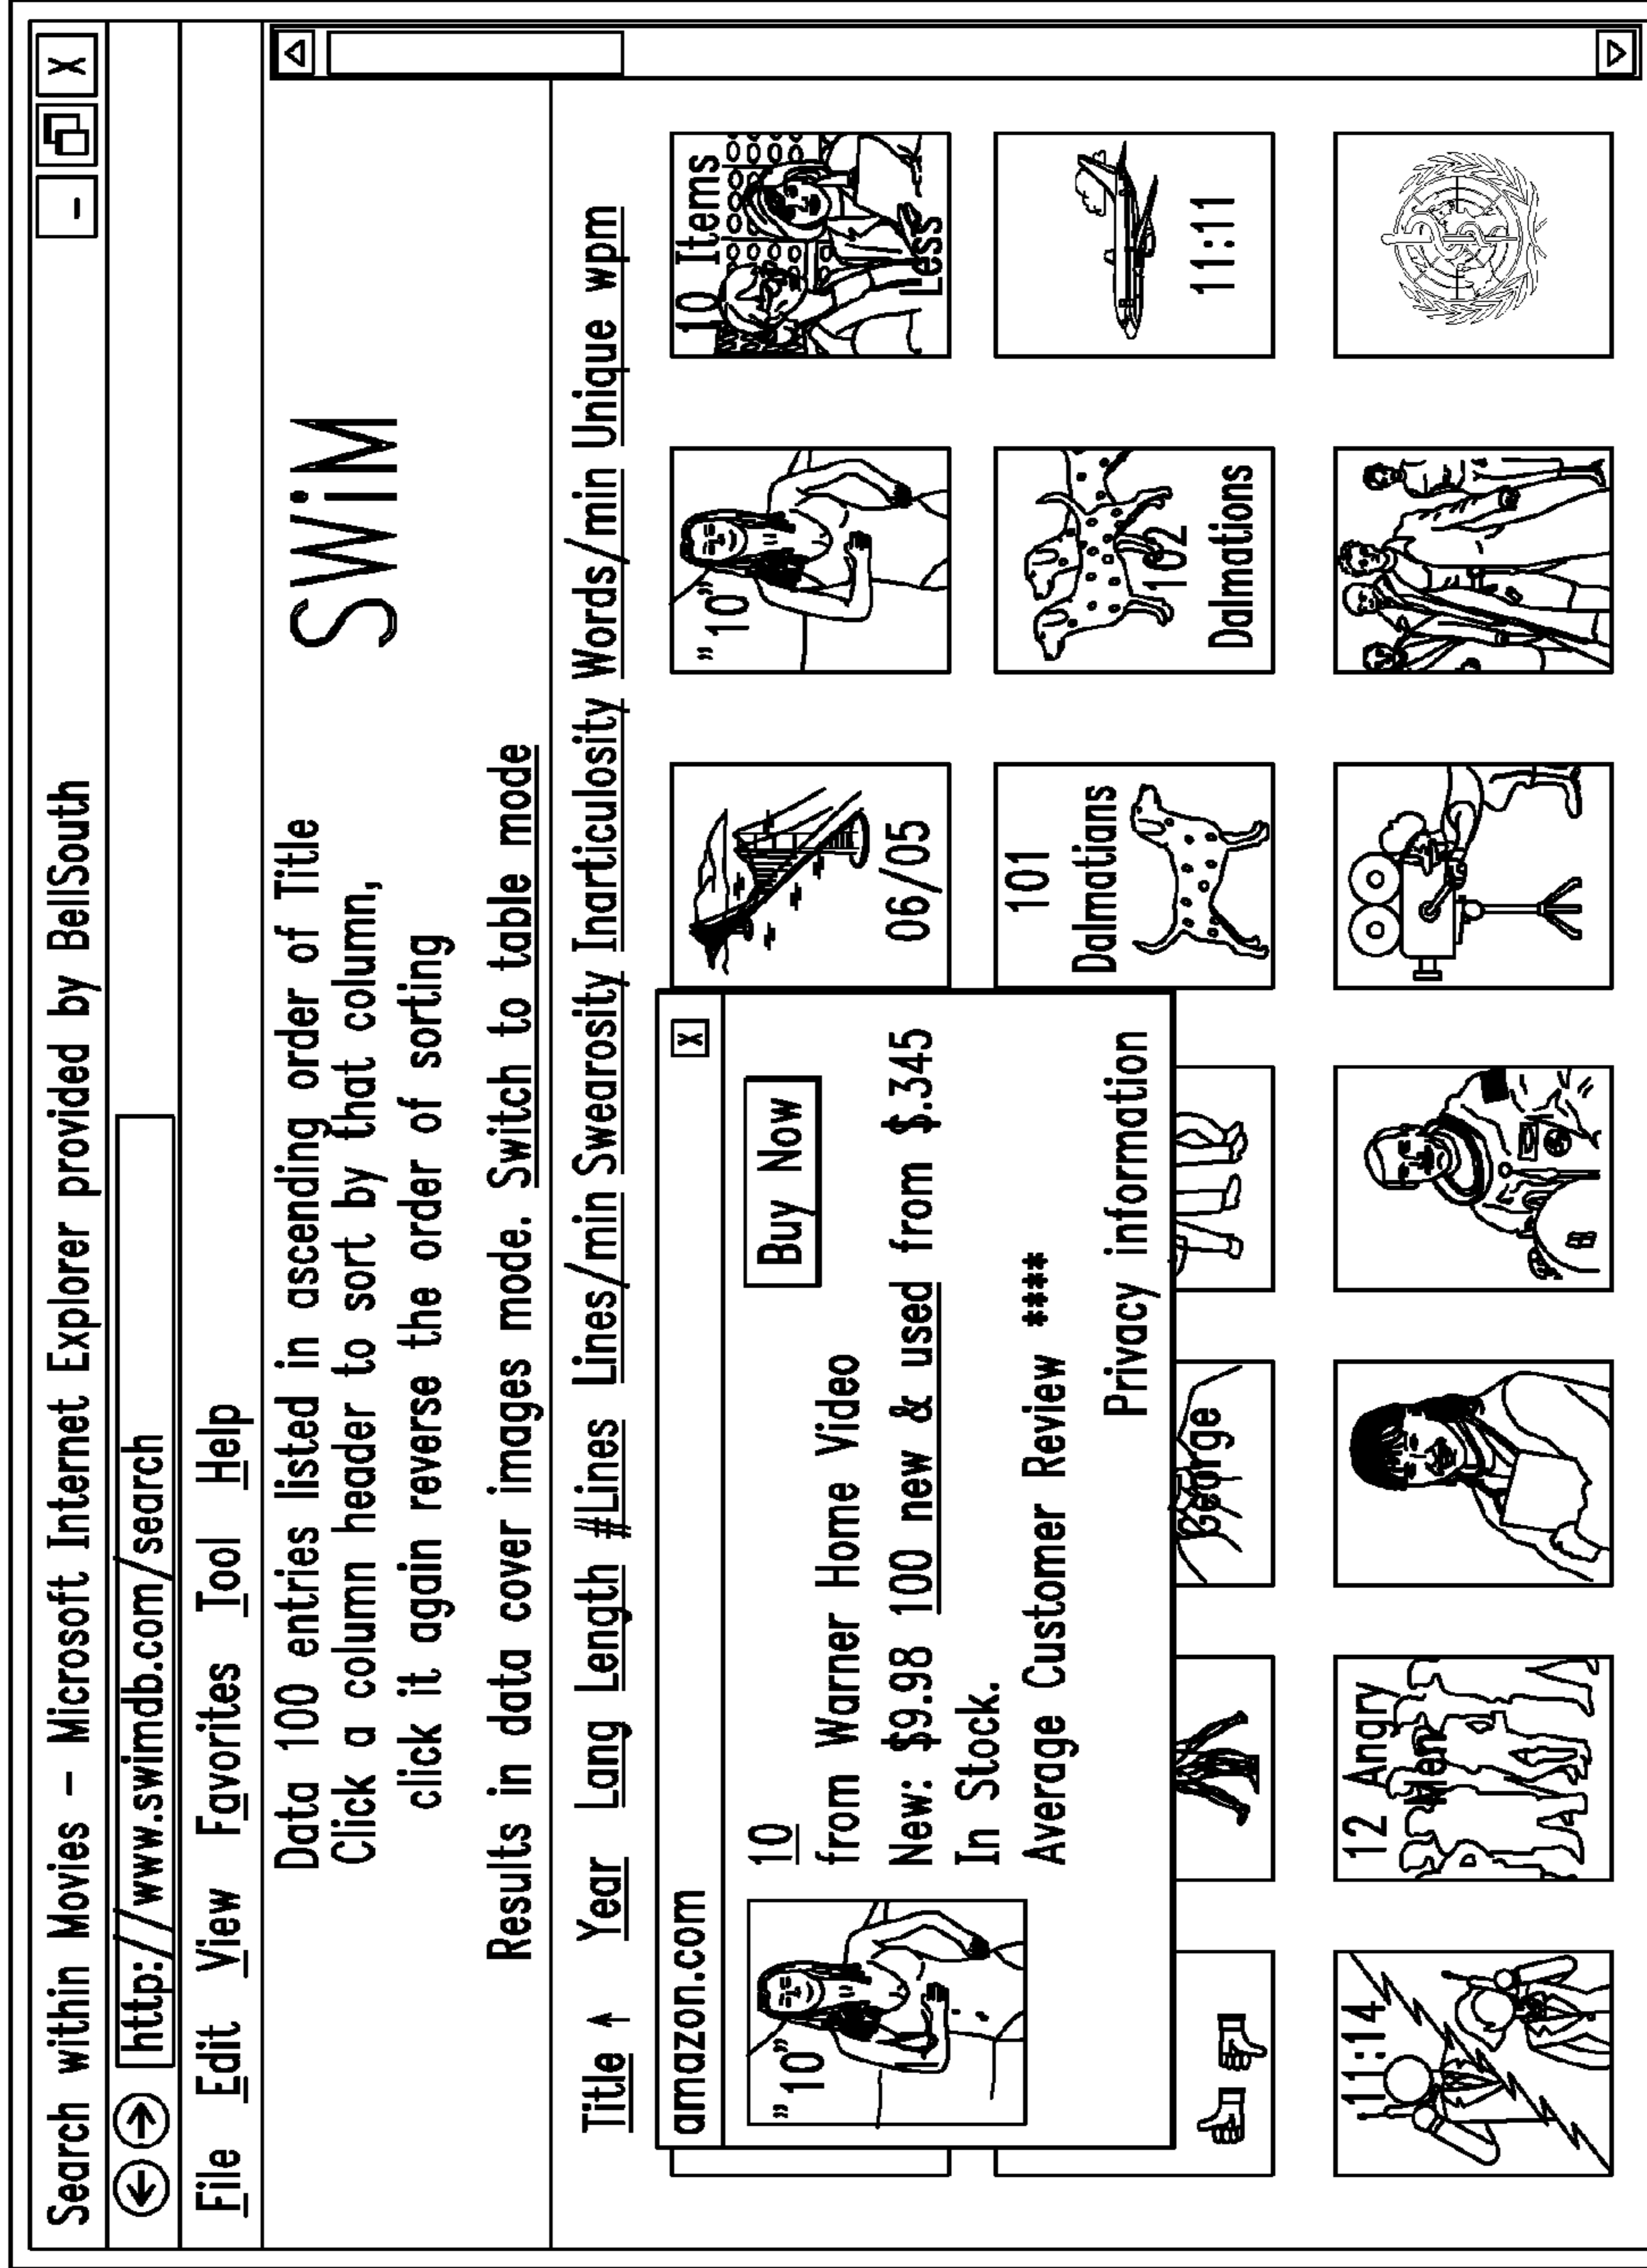 Search within Movies – Microsoft Internet Explorer provided by BellSouth
– X
http://www.swimdb.com/search
File Edit View Favorites Tool Help
Data 100 entries listed in ascending order of Title
Click a column header to sort by that column,
click it again reverse the order of sorting
SWiM
Results in data cover images mode. Switch to table mode
Title ↑ Year Lang Length #Lines Lines/min Swearosity Inarticulosity Words/min Unique wpm
amazon.com X
"10"
10
Buy Now
from Warner Home Video
New: $9.98 100 new & used from $.345
In Stock.
Average Customer Review ****
Privacy information
06/05
"10"
10 Items
Less
George
101
Dalmatians
102
Dalmations
11:11
11:14
12 Angry
Men